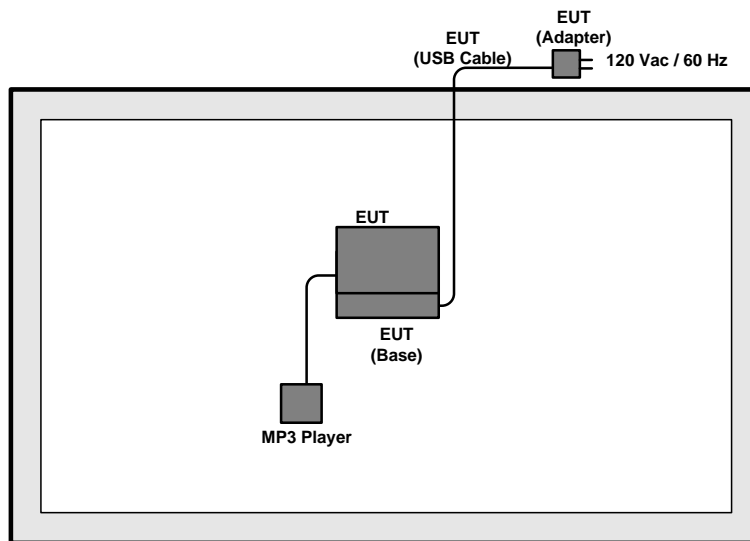 EUT
(Adapter)
EUT
(USB Cable)
120 Vac / 60 Hz
EUT
EUT
(Base)
MP3 Player